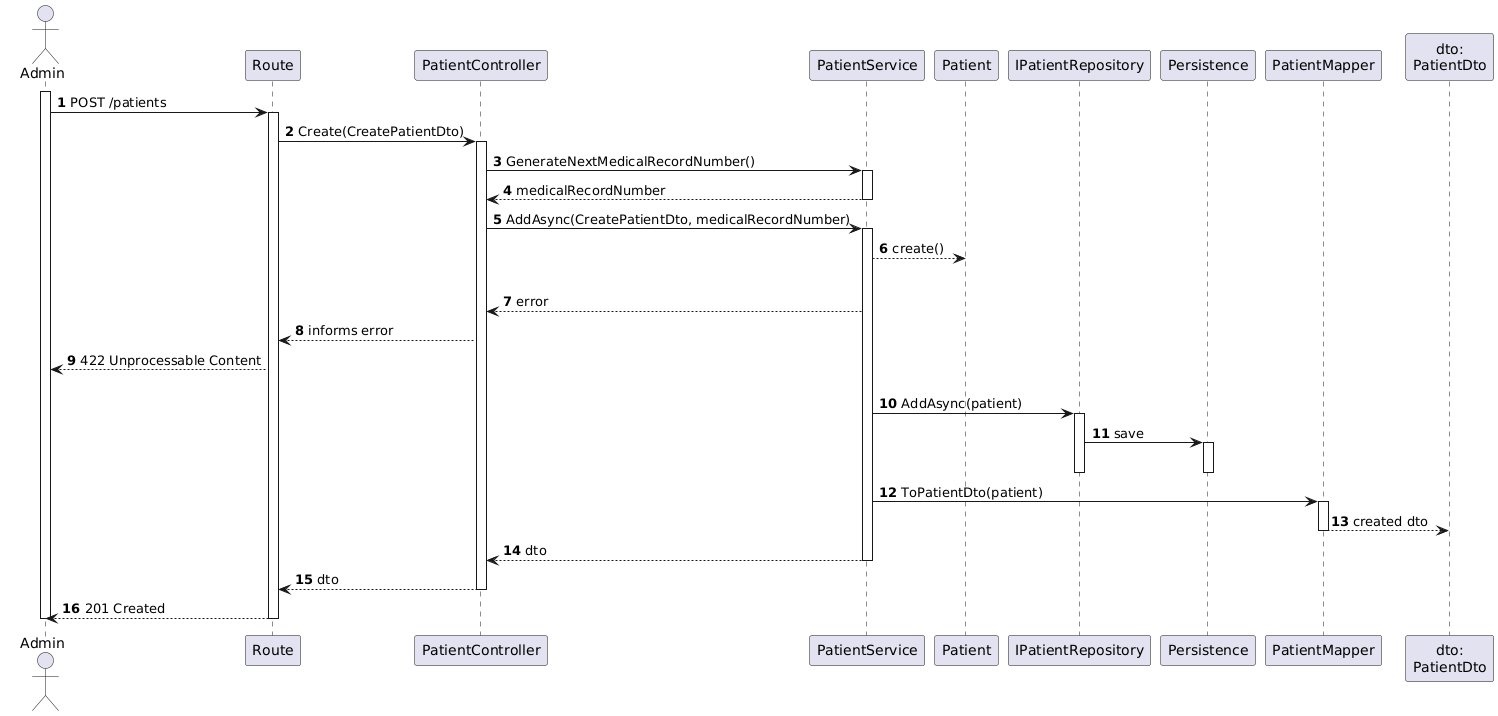 Admin
Route
PatientController
PatientService
Patient
IPatientRepository
Persistence
PatientMapper
dto:
PatientDto
1 POST /patients
2 Create(CreatePatientDto)
3 GenerateNextMedicalRecordNumber()
4 medicalRecordNumber
5 AddAsync(CreatePatientDto, medicalRecordNumber)
6 create()
7 error
8 informs error
9 422 Unprocessable Content
10 AddAsync(patient)
11 save
12 ToPatientDto(patient)
13 created dto
14 dto
15 dto
16 201 Created
Admin
Route
PatientController
PatientService
Patient
IPatientRepository
Persistence
PatientMapper
dto:
PatientDto